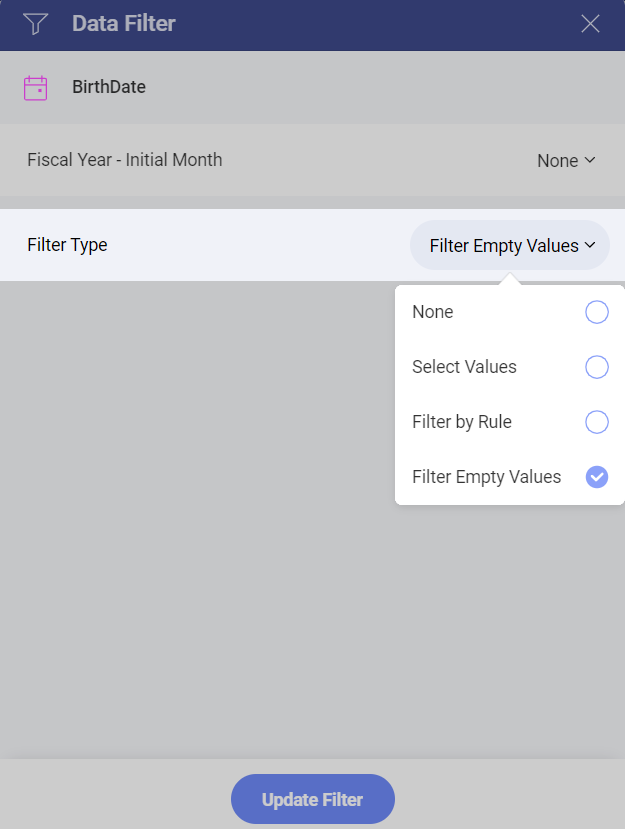 Data Filter
BirthDate
Fiscal Year - Initial Month None
Filter Type Filter Empty Values
None
Select Values
Filter by Rule
Filter Empty Values
Update Filter